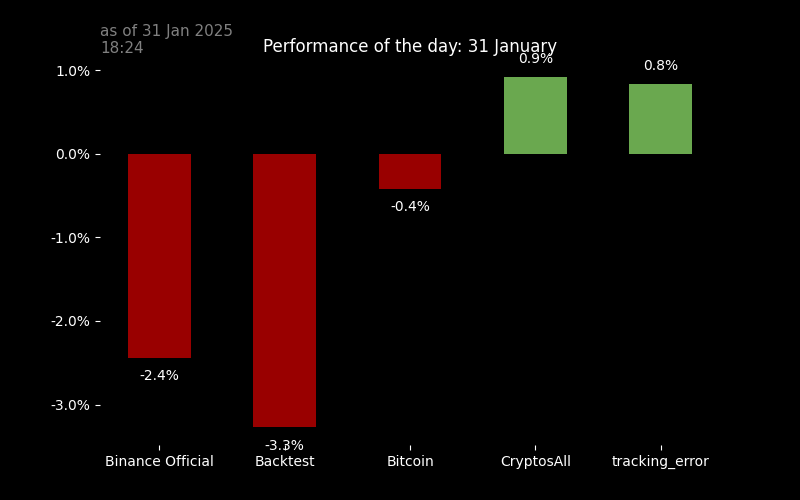 as of 31 Jan 2025
18:24
Performance of the day: 31 January
1.0%
0.0%
-1.0%
-2.0%
-3.0%
-2.4%
-3.3%
-0.4%
0.9%
0.8%
Binance Official
Backtest
Bitcoin
CryptosAll
tracking_error